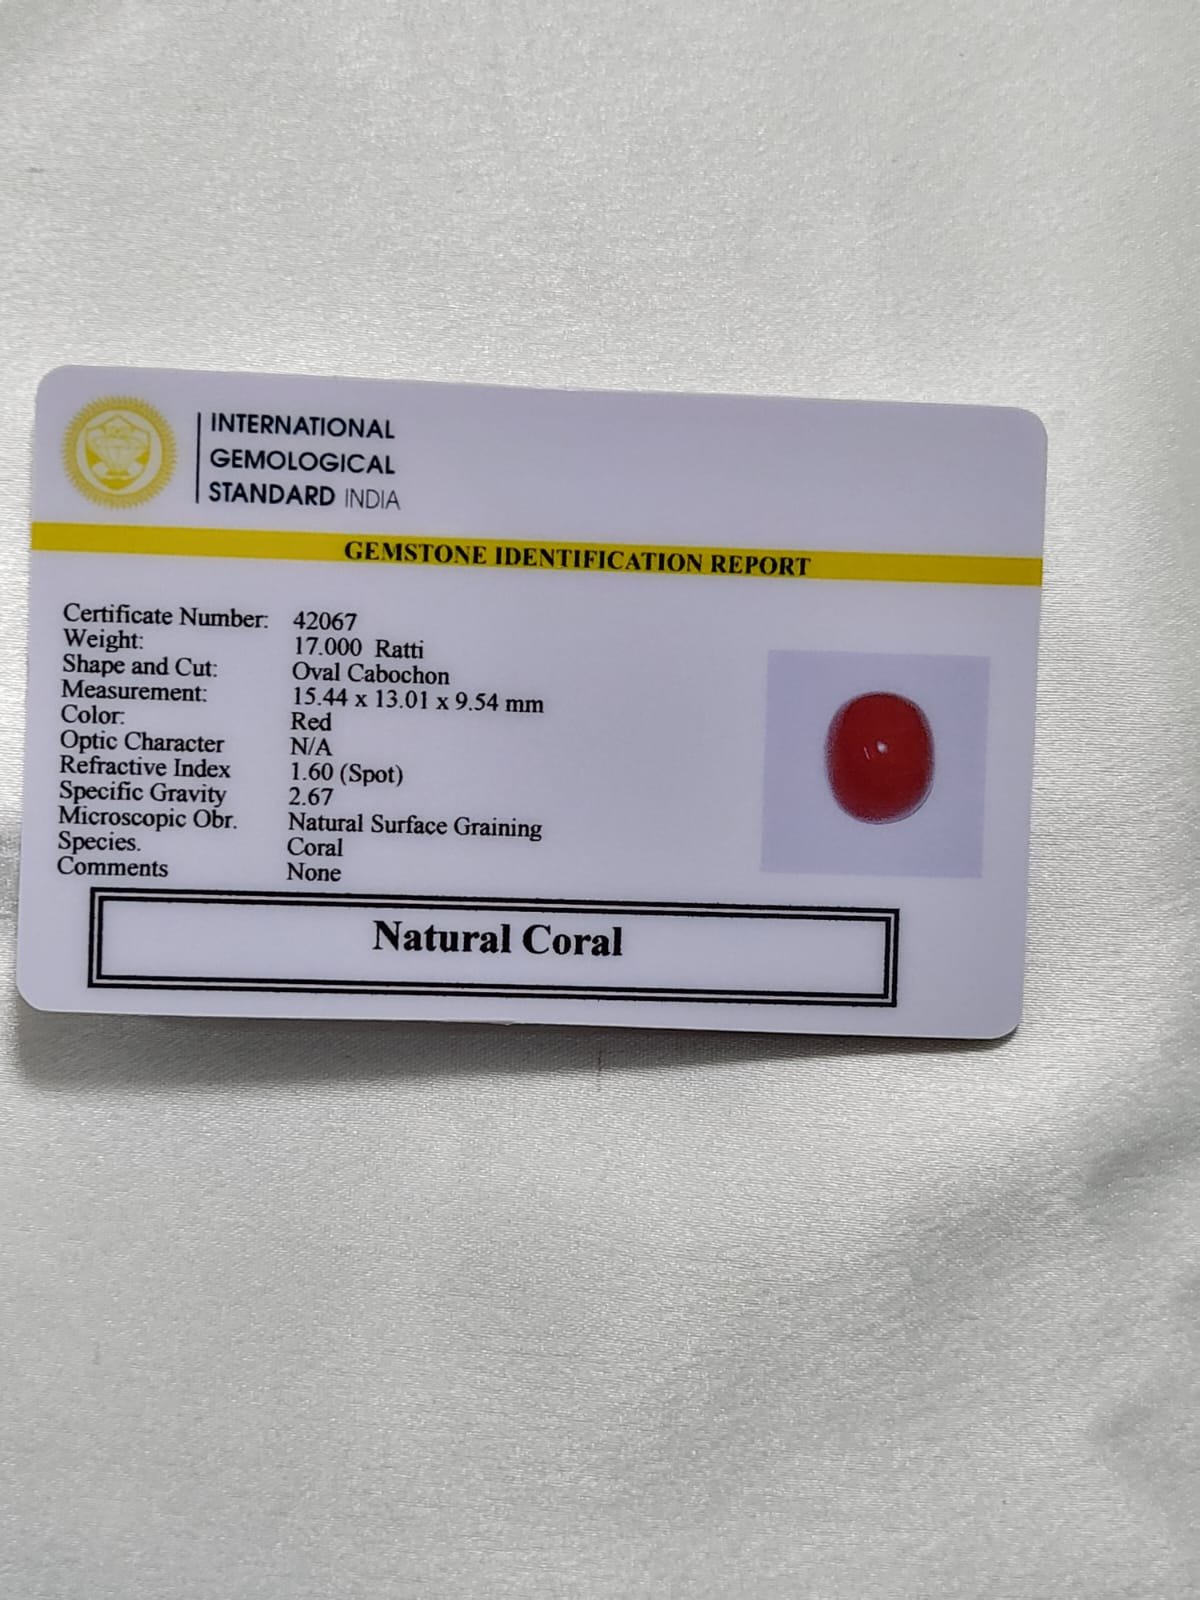 INTERNATIONAL
GEMOLOGICAL
STANDARD INDIA
GEMSTONE IDENTIFICATION REPORT
Certificate Number: 42067
Weight: 17.000 Ratti
Shape and Cut: Oval Cabochon
Measurement: 15.44 x 13.01 x 9.54 mm
Color: Red
Optic Character N/A
Refractive Index 1.60 (Spot)
Specific Gravity 2.67
Microscopic Obr. Natural Surface Graining
Species. Coral
Comments None
Natural Coral